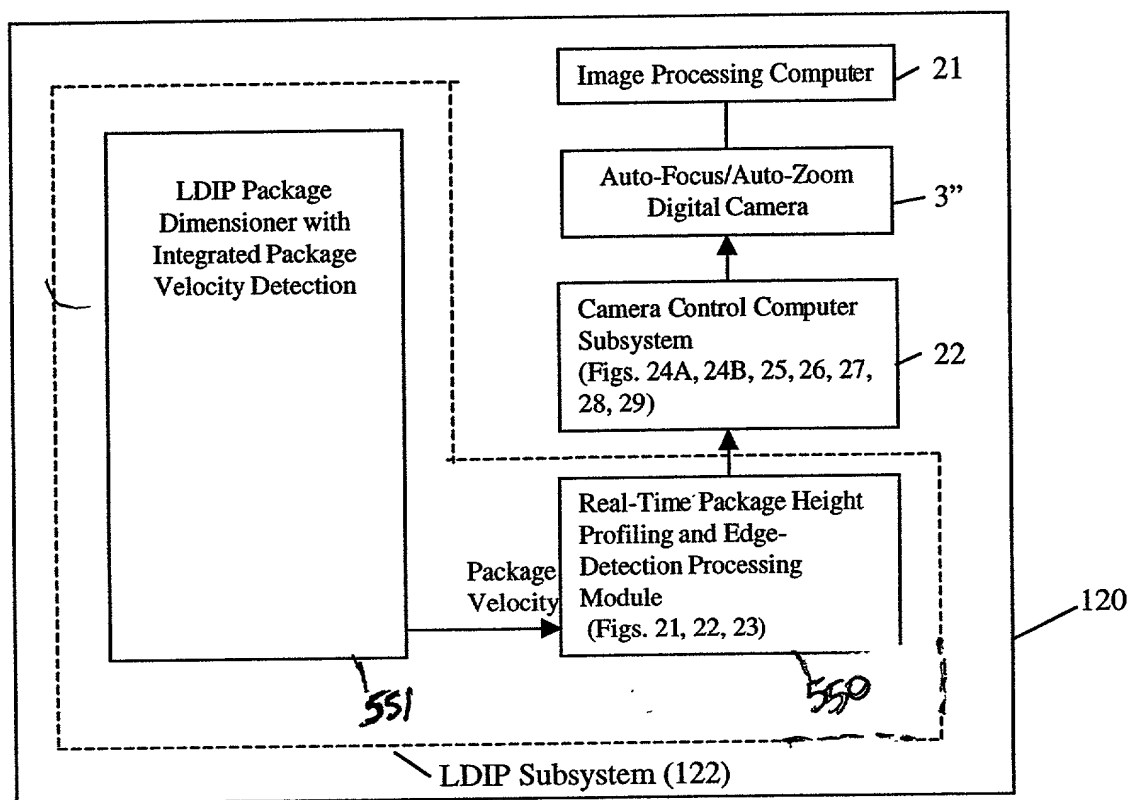 Image Processing Computer
21
Auto-Focus/Auto-Zoom
Digital Camera
3”
LDIP Package
Dimensioner with
Integrated Package
Velocity Detection
Camera Control Computer
Subsystem
(Figs. 24A, 24B, 25, 26, 27,
28, 29)
22
Real-Time Package Height
Profiling and Edge-
Detection Processing
Module
(Figs. 21, 22, 23)
Package
Velocity
120
551
550
LDIP Subsystem (122)